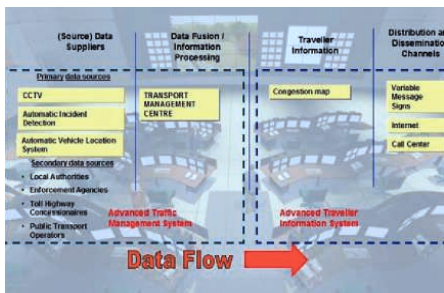 (Source) Data
Suppliers
Data Fusion /
Information
Processing
Traveller
Information
Distribution an
Dissemination
Channels
Primary data sources
CCTV
Automatic Incident
Detection
Automatic Vehicle Location
System
Secondary data sources
• Local Authorities
• Enforcement Agencies
• Toll Highway
Concessionaires
• Public Transport
Operators
TRANSPORT
MANAGEMENT
CENTRE
Advanced Traffic
Management System
Congestion map
Advanced Traveller
Information System
Variable
Message
Signs
Internet
Call Center
Data Flow